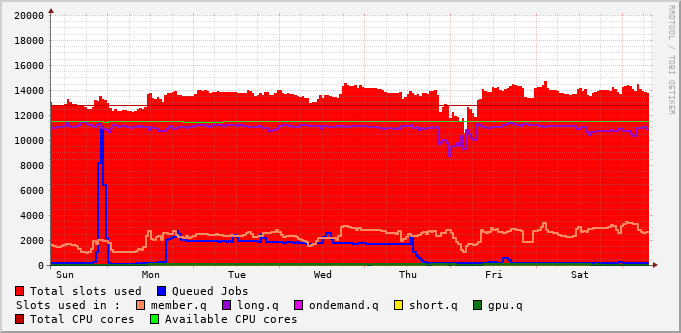 20000
18000
16000
14000
12000
10000
8000
6000
4000
2000
0
Sun Mon Tue Wed Thu Fri Sat
RRDTOOL / TOBI OETIKER
Total slots used Queued Jobs
Slots used in : member.q long.q ondemand.q short.q gpu.q
Total CPU cores Available CPU cores